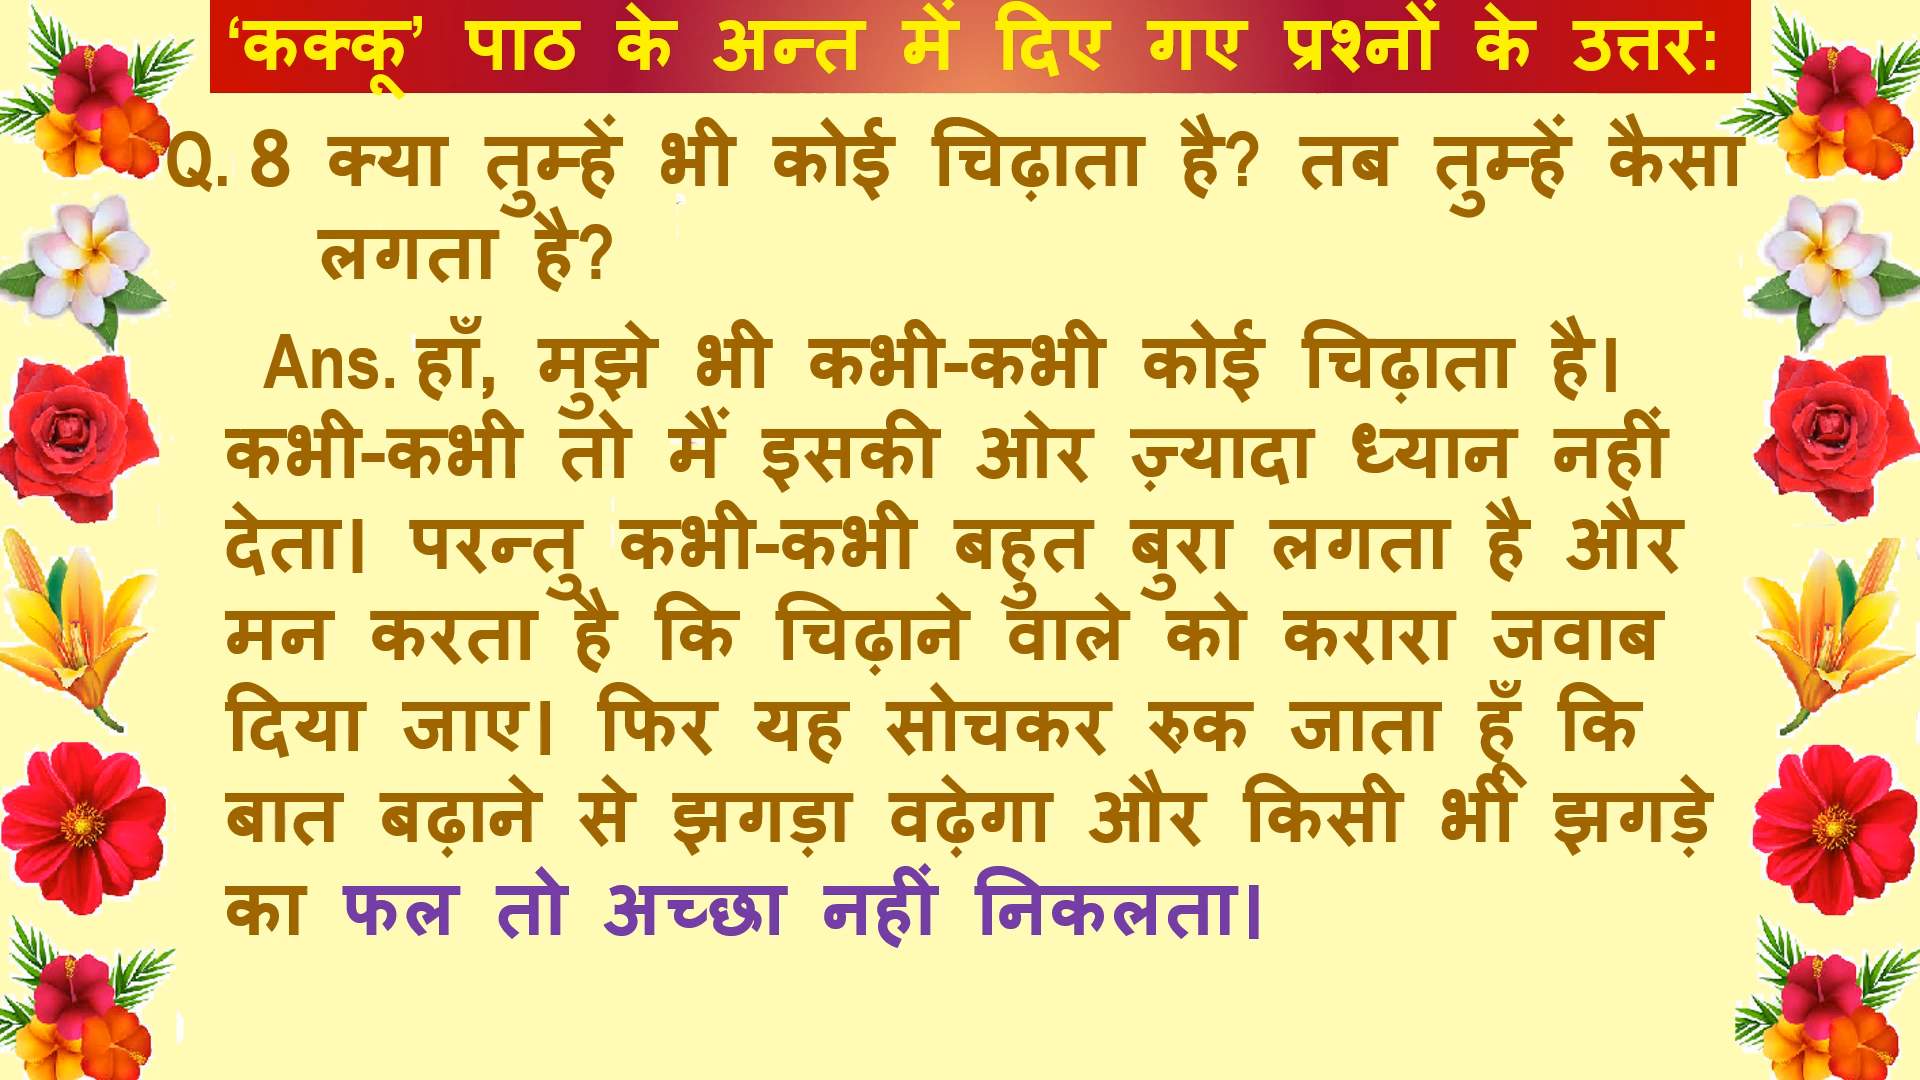 ‘कक्कू’ पाठ के अन्त में दिए गए प्रश्नों के उत्तर:
Q. 8 क्या तुम्हें भी कोई चिढ़ाता है? तब तुम्हें कैसा
लगता है?
Ans. हाँ, मुझे भी कभी-कभी कोई चिढ़ाता है।
कभी-कभी तो मैं इसकी ओर ज़्यादा ध्यान नहीं
देता। परन्तु कभी-कभी बहुत बुरा लगता है और
मन करता है कि चिढ़ाने वाले को करारा जवाब
दिया जाए। फिर यह सोचकर रुक जाता हूँ कि
बात बढ़ाने से झगड़ा वढ़ेगा और किसी भी झगड़े
का फल तो अच्छा नहीं निकलता।